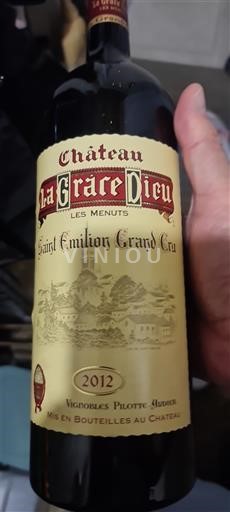 Château
La Grâce Dieu
LES MENUTS
Saint Emilion Grand Cru
VINIOU
2012
VIGNOBLES PILOTTE-AUDIER
MIS EN BOUTEILLES AU CHATEAU